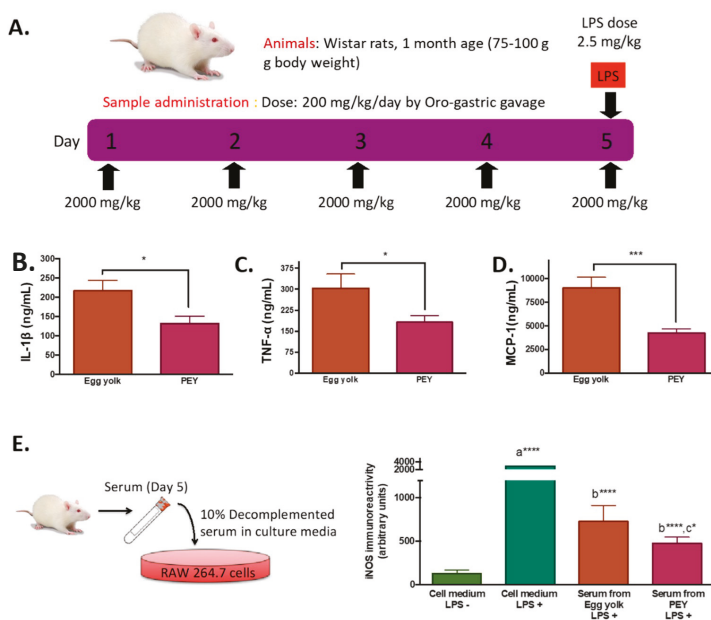 A.
Animals: Wistar rats, 1 month age (75-100 g
g body weight)
LPS dose
2.5 mg/kg
LPS
Sample administration : Dose: 200 mg/kg/day by Oro-gastric gavage
Day 1 2 3 4 5
2000 mg/kg 2000 mg/kg 2000 mg/kg 2000 mg/kg 2000 mg/kg
B.
IL-1β (ng/mL)
300
250
200
150
100
50
0
*
Egg yolk PEY
C.
TNF-α (ng/mL)
375
300
225
150
75
0
*
Egg yolk PEY
D.
MCP-1(ng/mL)
10000
7500
5000
2500
0
***
Egg yolk PEY
E.
Serum (Day 5)
10% Decomplemented
serum in culture media
RAW 264.7 cells
iNOS immunoreactivity
(arbitrary units)
4000
2000
1000
500
0
a****
b****
b****,c*
Cell medium
LPS -
Cell medium
LPS +
Serum from
Egg yolk
LPS +
Serum from
PEY
LPS +